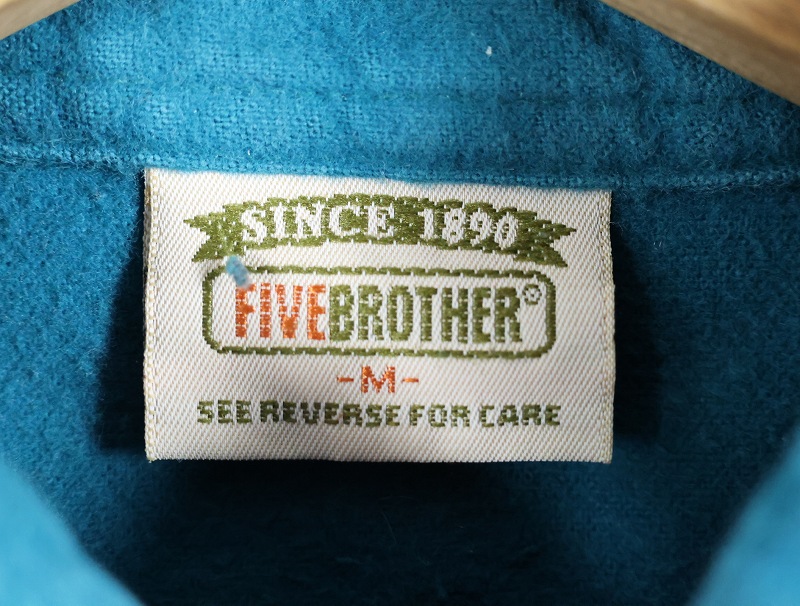 SINCE 1890
FIVEBROTHER®
-M-
SEE REVERSE FOR CARE